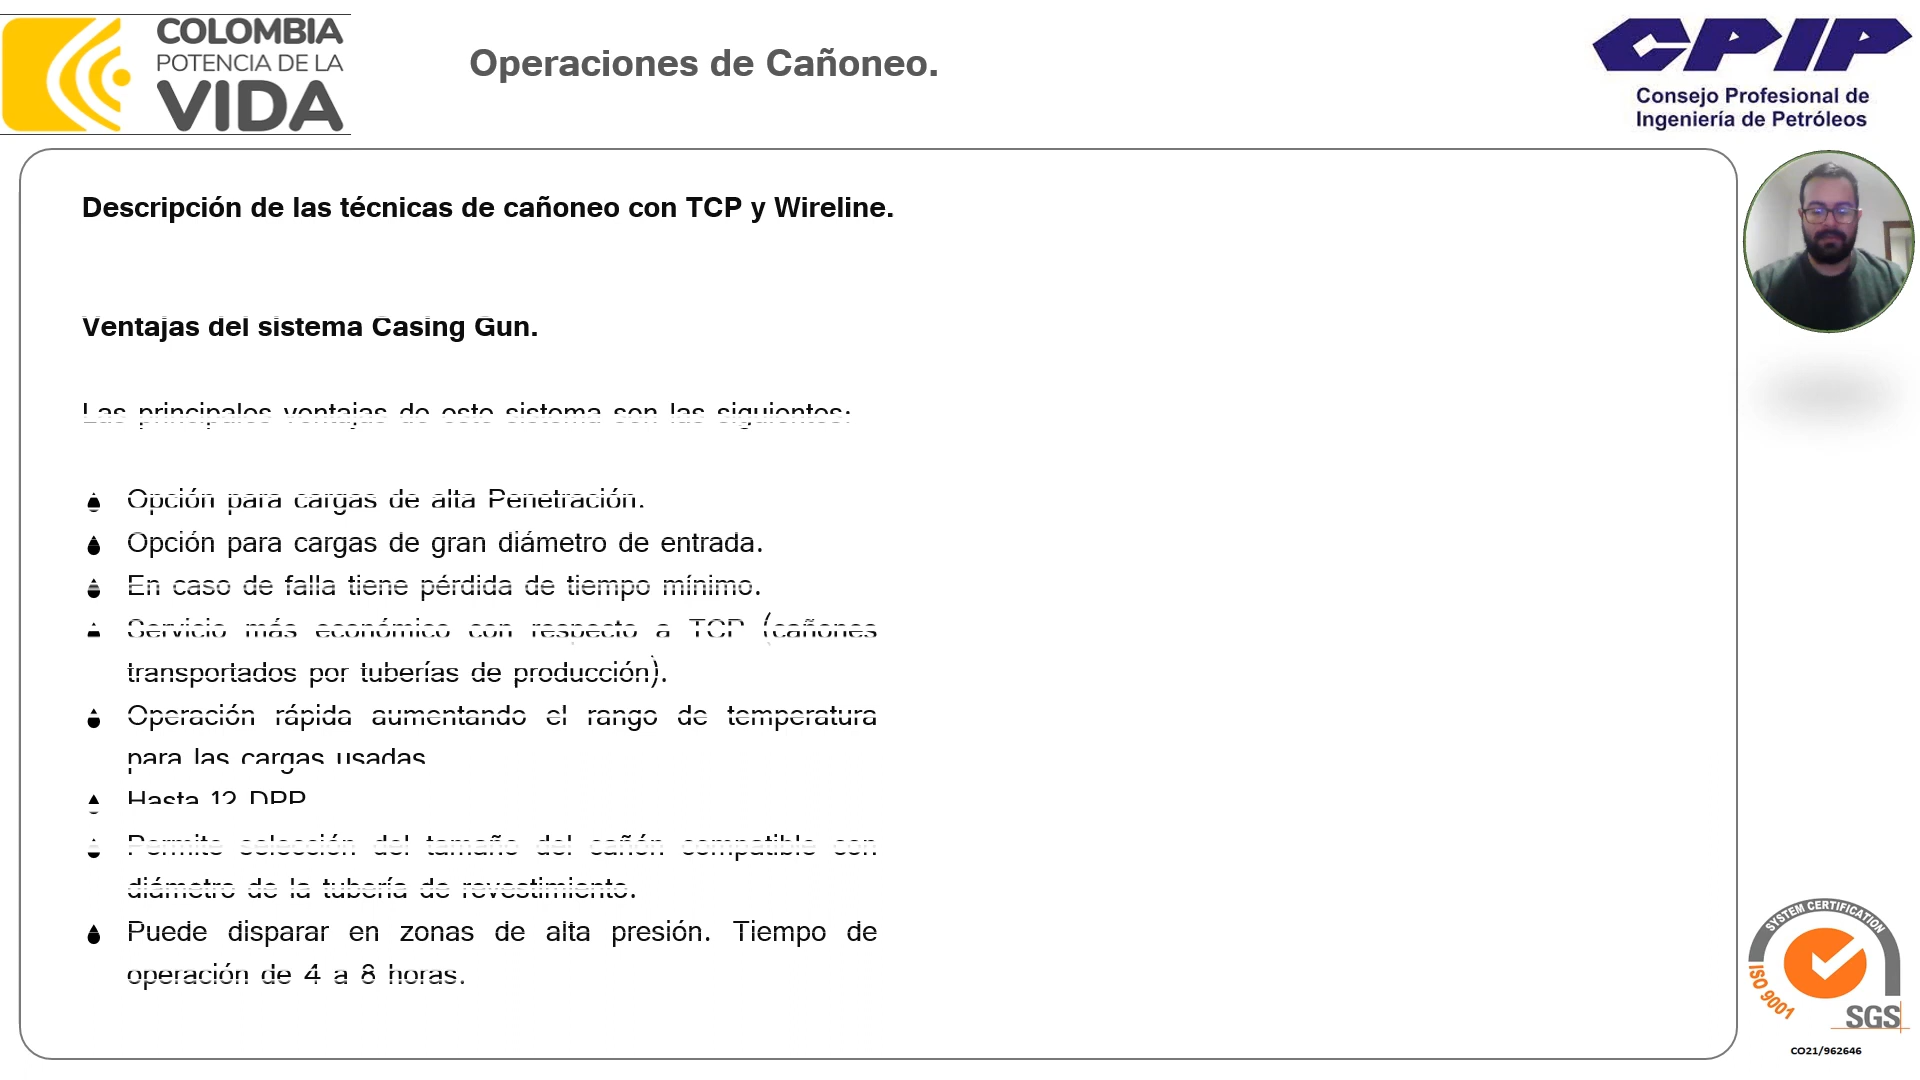 COLOMBIA
POTENCIA DE LA
VIDA
Operaciones de Cañoneo.
CPIP
Consejo Profesional de
Ingeniería de Petróleos
Descripción de las técnicas de cañoneo con TCP y Wireline.
Ventajas del sistema Casing Gun.
Las principales ventajas de este sistema son las siguientes:
Opción para cargas de alta Penetración.
Opción para cargas de gran diámetro de entrada.
En caso de falla tiene pérdida de tiempo mínimo.
Servicio más económico con respecto a TCP (cañones
transportados por tuberías de producción).
Operación rápida aumentando el rango de temperatura
para las cargas usadas
Hasta 12 DPP
Permite selección del tamaño del cañón compatible con
diámetro de la tubería de revestimiento.
Puede disparar en zonas de alta presión. Tiempo de
operación de 4 a 8 horas.
SYSTEM CERTIFICATION
ISO 9001
SGS
CO21/962646